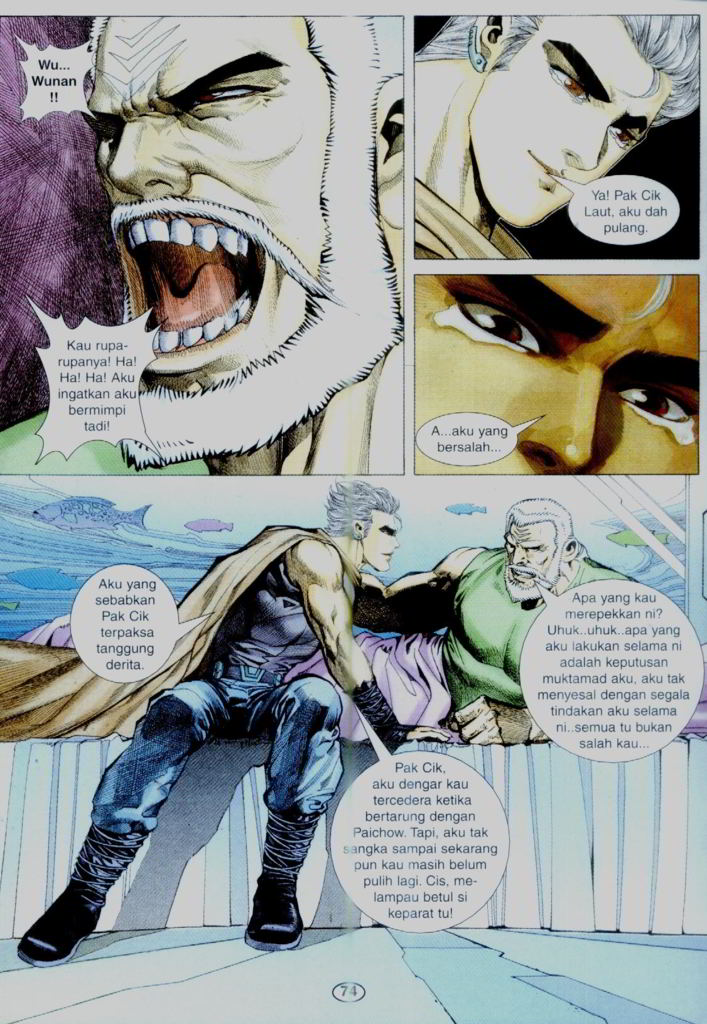 Wu...
Wunan
!!
Ya! Pak Cik
Laut, aku dah
pulang.
Kau rupa-
rupanya! Ha!
Ha! Ha! Aku
ingatkan aku
bermimpi
tadi!
A...aku yang
bersalah...
Aku yang
sebabkan
Pak Cik
terpaksa
tanggung
derita.
Apa yang kau
merepekkan ni?
Uhuk..uhuk..apa yang
aku lakukan selama ni
adalah keputusan
muktamad aku, aku tak
menyesal dengan segala
tindakan aku selama
ni..semua tu bukan
salah kau...
Pak Cik,
aku dengar kau
tercedera ketika
bertarung dengan
Paichow. Tapi, aku tak
sangka sampai sekarang
pun kau masih belum
pulih lagi. Cis, me-
lampau betul si
keparat tu!
74